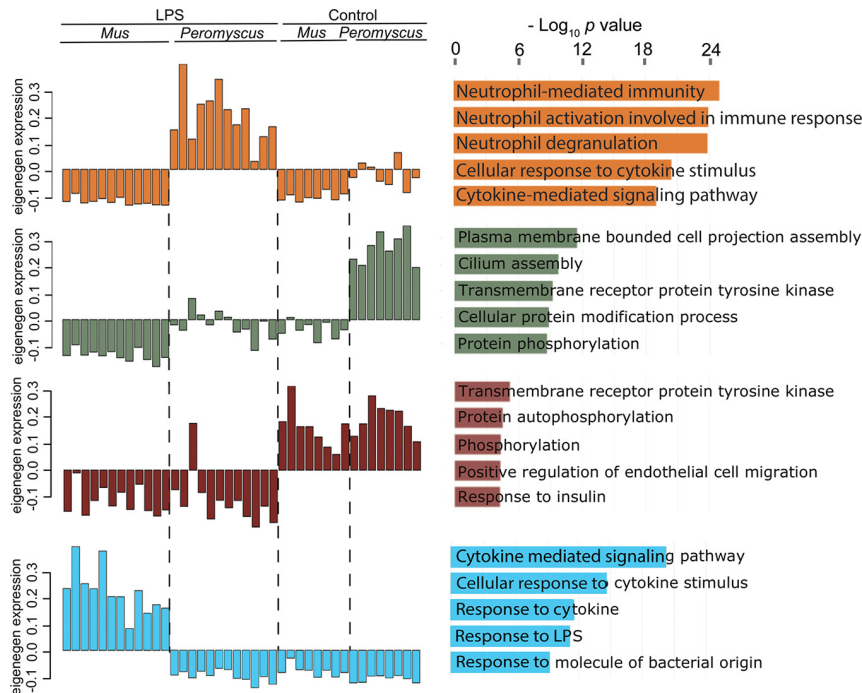 LPS Control
Mus Peromyscus Mus Peromyscus
- Log10 p value
0 6 12 18 24
eigenegen expression
0.3
0.2
0.1
0.0
-0.1
Neutrophil-mediated immunity
Neutrophil activation involved in immune response
Neutrophil degranulation
Cellular response to cytokine stimulus
Cytokine-mediated signaling pathway
eigenegen expression
0.3
0.2
0.1
0.0
-0.1
Plasma membrane bounded cell projection assembly
Cilium assembly
Transmembrane receptor protein tyrosine kinase
Cellular protein modification process
Protein phosphorylation
eigenegen expression
0.3
0.2
0.1
0.0
-0.1
Transmembrane receptor protein tyrosine kinase
Protein autophosphorylation
Phosphorylation
Positive regulation of endothelial cell migration
Response to insulin
eigenegen expression
0.3
0.2
0.1
0.0
-0.1
Cytokine mediated signaling pathway
Cellular response to cytokine stimulus
Response to cytokine
Response to LPS
Response to molecule of bacterial origin